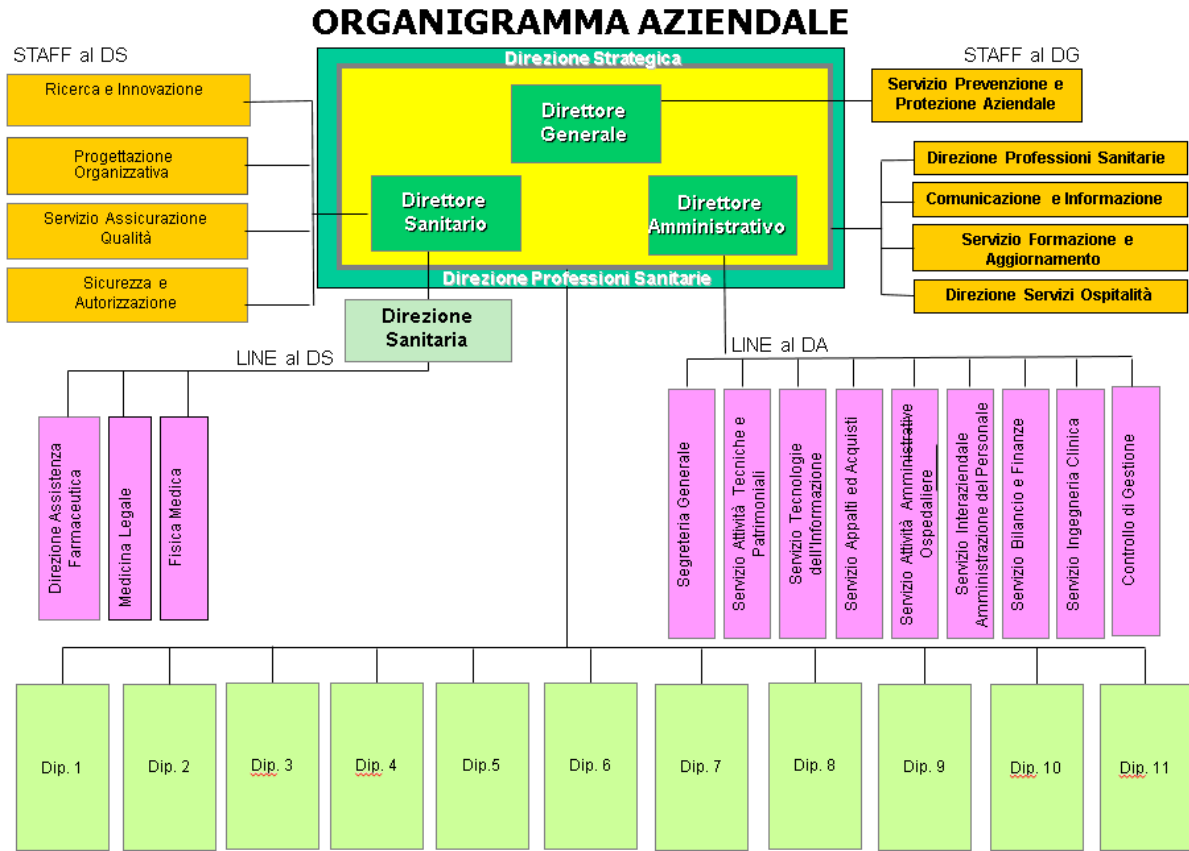 ORGANIGRAMMA AZIENDALE
STAFF al DS
Direzione Strategica
STAFF al DG
Ricerca e Innovazione
Progettazione
Organizzativa
Servizio Assicurazione
Qualità
Sicurezza e
Autorizzazione
Direttore
Generale
Direttore
Sanitario
Direttore
Amministrativo
Direzione Professioni Sanitarie
Servizio Prevenzione e
Protezione Aziendale
Direzione Professioni Sanitarie
Comunicazione e Informazione
Servizio Formazione e
Aggiornamento
Direzione Servizi Ospitalità
Direzione
Sanitaria
LINE al DS
LINE al DA
Direzione Assistenza
Farmaceutica
Medicina Legale
Fisica Medica
Segreteria Generale
Servizio Attività Tecniche e
Patrimoniali
Servizio Tecnologie
dell'Informazione
Servizio Appalti ed Acquisti
Servizio Attività Amministrative
Ospedaliere
Servizio Interaziendale
Amministrazione del Personale
Servizio Bilancio e Finanze
Servizio Ingegneria Clinica
Controllo di Gestione
Dip. 1
Dip. 2
Dip. 3
Dip. 4
Dip.5
Dip. 6
Dip. 7
Dip. 8
Dip. 9
Dip. 10
Dip. 11